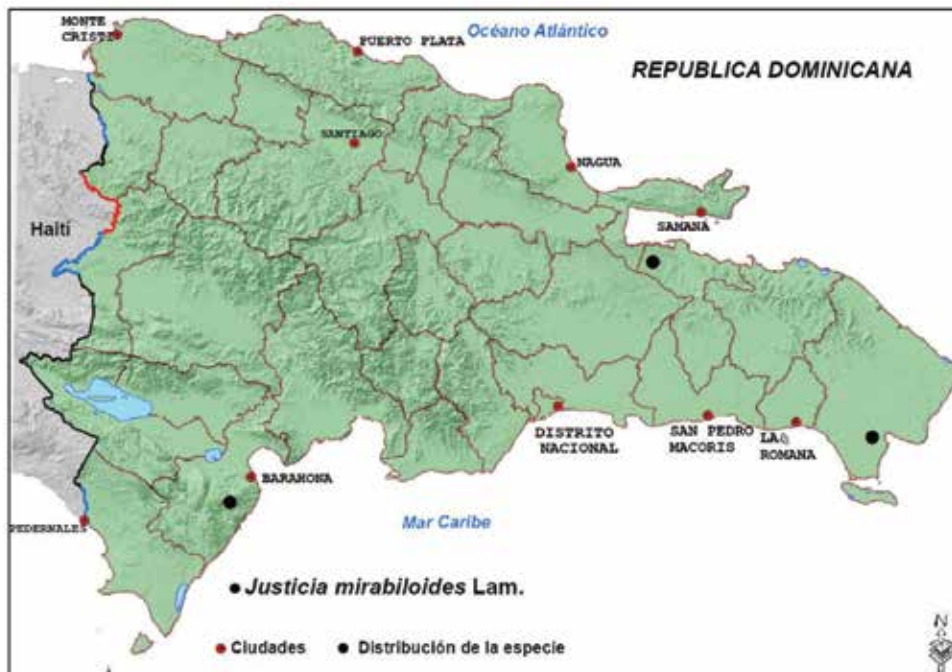 MONTE
CRISTI
PUERTO PLATA
Océano Atlántico
REPUBLICA DOMINICANA
SANTIAGO
NAGUA
SAMANA
Haití
DISTRITO
NACIONAL
SAN PEDRO
MACORIS
LA
ROMANA
BARAHONA
PEDERNALES
Mar Caribe
Justicia mirabiloides Lam.
Ciudades
Distribución de la especie
N